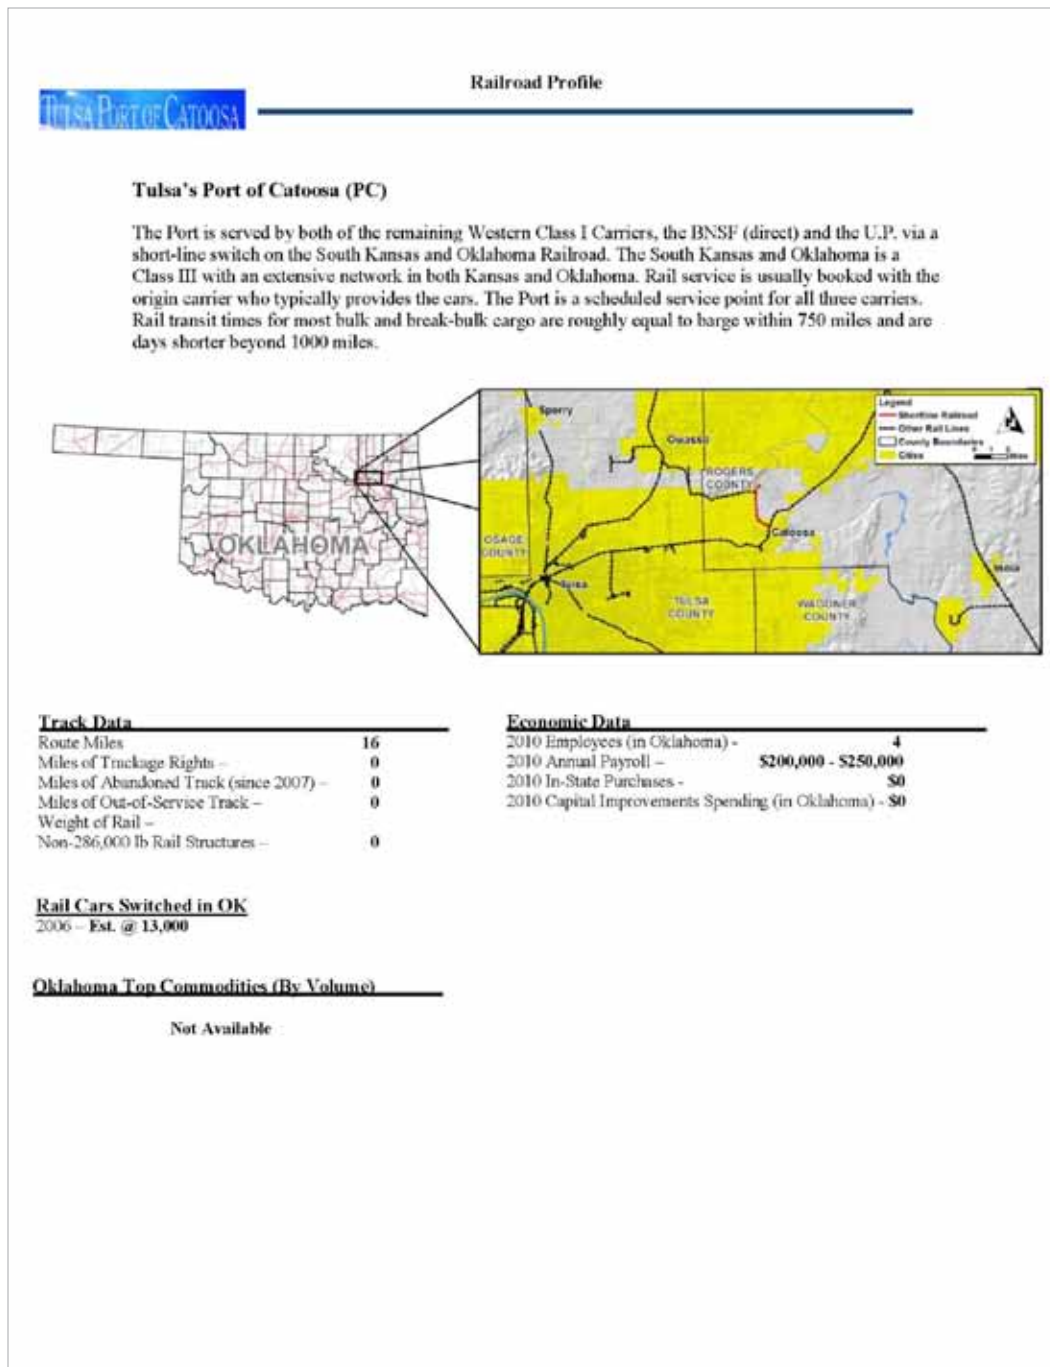 Railroad Profile
TULSA PORT OF CATOOSA
Tulsa's Port of Catoosa (PC)
The Port is served by both of the remaining Western Class I Carriers, the BNSF (direct) and the U.P. via a
short-line switch on the South Kansas and Oklahoma Railroad. The South Kansas and Oklahoma is a
Class III with an extensive network in both Kansas and Oklahoma. Rail service is usually booked with the
origin carrier who typically provides the cars. The Port is a scheduled service point for all three carriers.
Rail transit times for most bulk and break-bulk cargo are roughly equal to barge within 750 miles and are
days shorter beyond 1000 miles.
OKLAHOMA
Sperry
Owasso
ROGERS
COUNTY
Catoosa
OSAGE
COUNTY
Tulsa
TULSA
COUNTY
WAGONER
COUNTY
Inola
Legend
Shortline Railroad
Other Rail Lines
County Boundaries
Cities
Miles
Track Data
Route Miles 16
Miles of Trackage Rights – 0
Miles of Abandoned Track (since 2007) – 0
Miles of Out-of-Service Track – 0
Weight of Rail –
Non-286,000 lb Rail Structures – 0
Economic Data
2010 Employees (in Oklahoma) - 4
2010 Annual Payroll – $200,000 - $250,000
2010 In-State Purchases - $0
2010 Capital Improvements Spending (in Oklahoma) - $0
Rail Cars Switched in OK
2006 – Est. @ 13,000
Oklahoma Top Commodities (By Volume)
Not Available